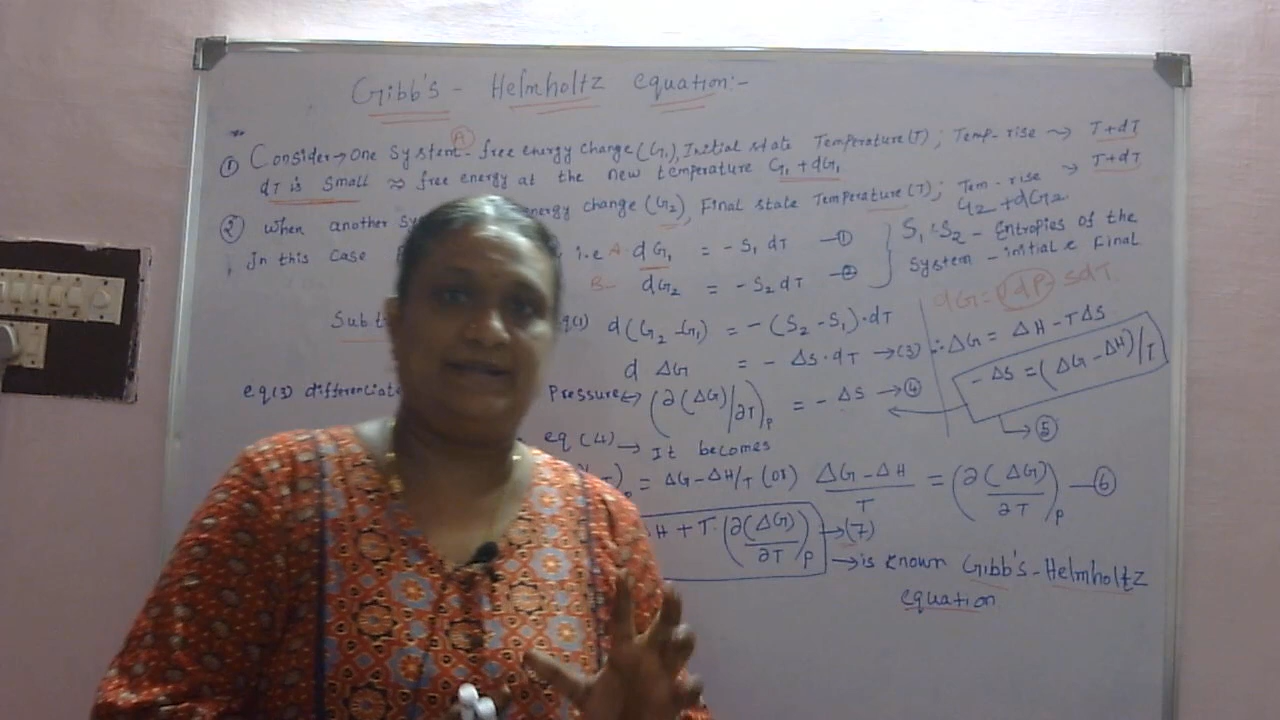 Gibb's - Helmholtz equation:-
① Consider → One System - free energy change (G₁), Initial state Temperature (T) ; Temp- rise ⇝ T+dT
A
dT is Small ≈ free energy at the new temperature G₁ + dG₁
② When another Sy energy change (G₂), Final state Temperature (T) ; Tem - rise → T+dT
G₂ + dG₂
In this case i.e A. dG₁ = - S₁ dT —①
B- dG₂ = - S₂ dT —②
S₁ & S₂ - Entropies of the
System - initial & Final
dG = dP - SdT
Subt q(1) d(G₂ - G₁) = - (S₂ - S₁)·dT
d ΔG = - ΔS·dT → (3)
∴ ΔG = ΔH - TΔS
- ΔS = (ΔG - ΔH)/T
→ ⑤
eq (3) differentiate Pressure ↔ (∂(ΔG)/∂T)p = - ΔS → ④
eq (4) → It becomes
= ΔG - ΔH/T (or) ΔG - ΔH / T = (∂(ΔG) / ∂T)p —⑥
H + T·(∂(ΔG) / ∂T)p → (7)
→ is known Gibb's - Helmholtz
equation